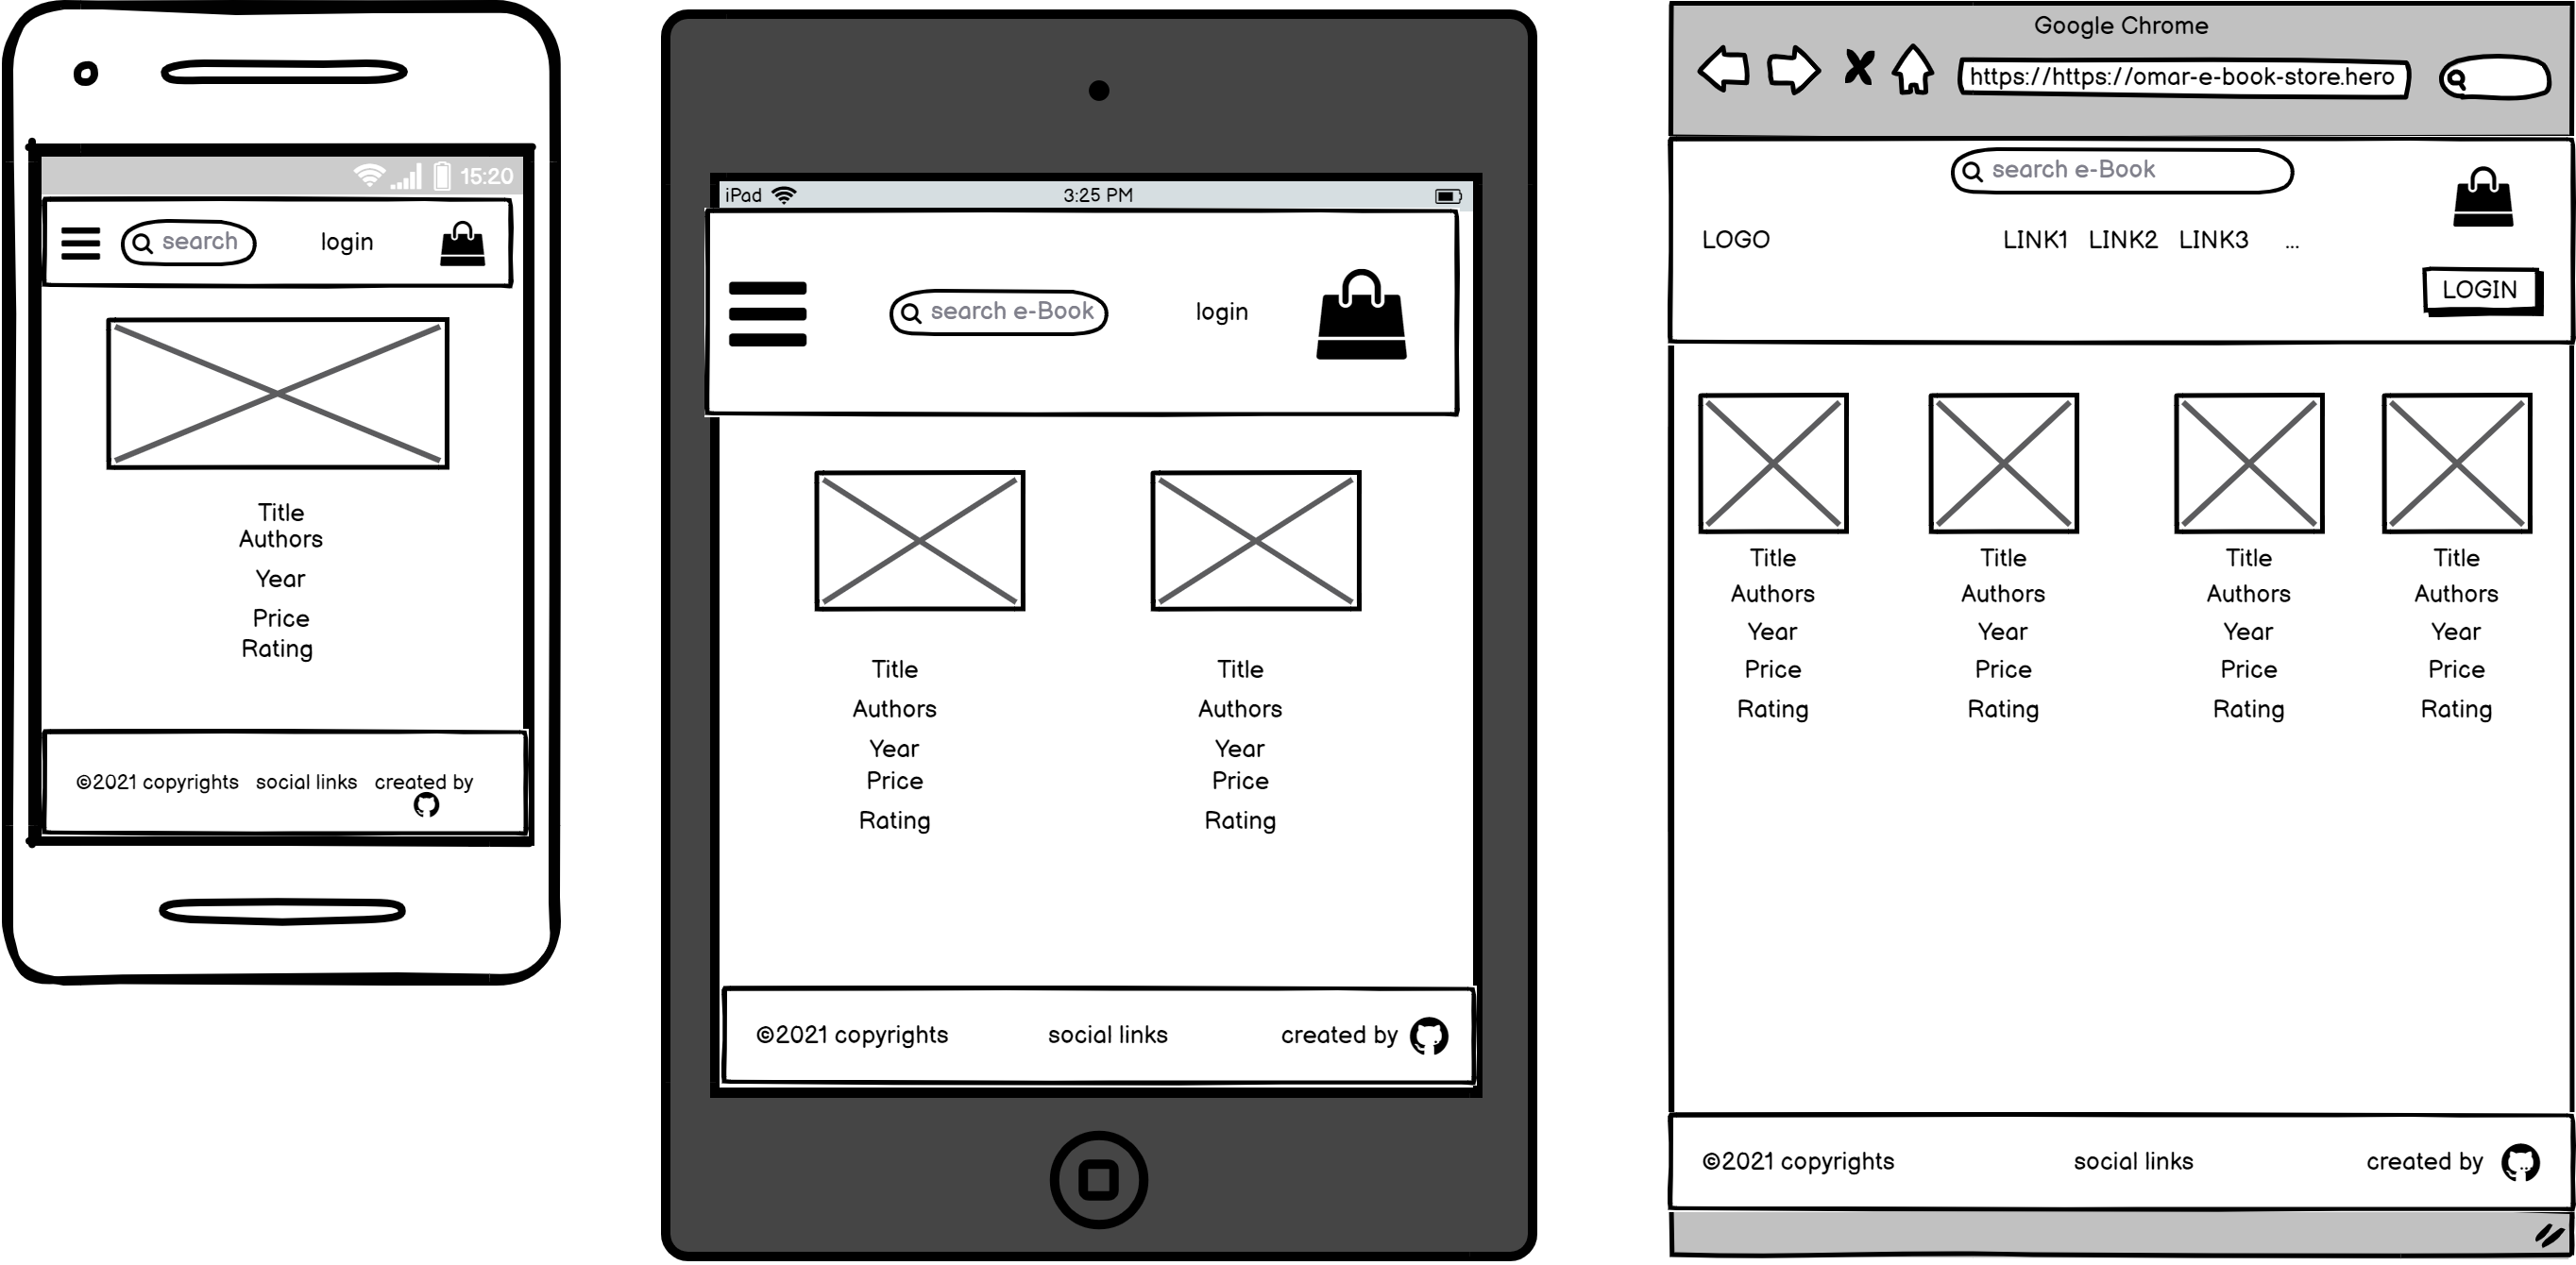 15:20
search login
Title
Authors
Year
Price
Rating
©2021 copyrights social links created by
iPad 3:25 PM
search e-Book login
Title Title
Authors Authors
Year Year
Price Price
Rating Rating
©2021 copyrights social links created by
Google Chrome
https://https://omar-e-book-store.hero
search e-Book
LOGO LINK1 LINK2 LINK3 ...
LOGIN
Title Title Title Title
Authors Authors Authors Authors
Year Year Year Year
Price Price Price Price
Rating Rating Rating Rating
©2021 copyrights social links created by